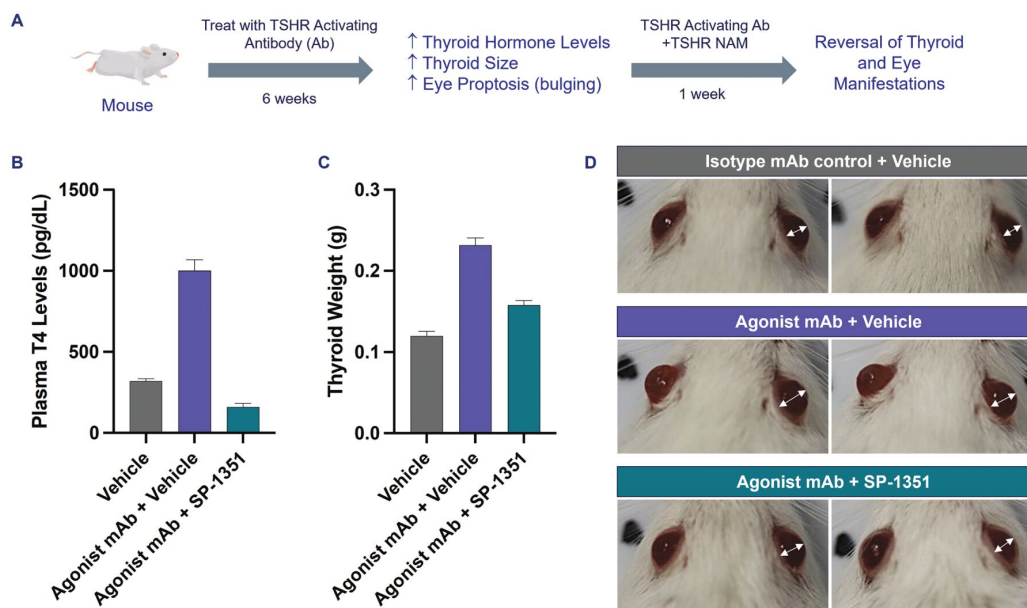 A
Mouse
Treat with TSHR Activating
Antibody (Ab)
6 weeks
↑ Thyroid Hormone Levels
↑ Thyroid Size
↑ Eye Proptosis (bulging)
TSHR Activating Ab
+TSHR NAM
1 week
Reversal of Thyroid
and Eye
Manifestations
B
Plasma T4 Levels (pg/dL)
1500
1000
500
0
Vehicle
Agonist mAb + Vehicle
Agonist mAb + SP-1351
C
Thyroid Weight (g)
0.3
0.2
0.1
0.0
Vehicle
Agonist mAb + Vehicle
Agonist mAb + SP-1351
D
Isotype mAb control + Vehicle
Agonist mAb + Vehicle
Agonist mAb + SP-1351